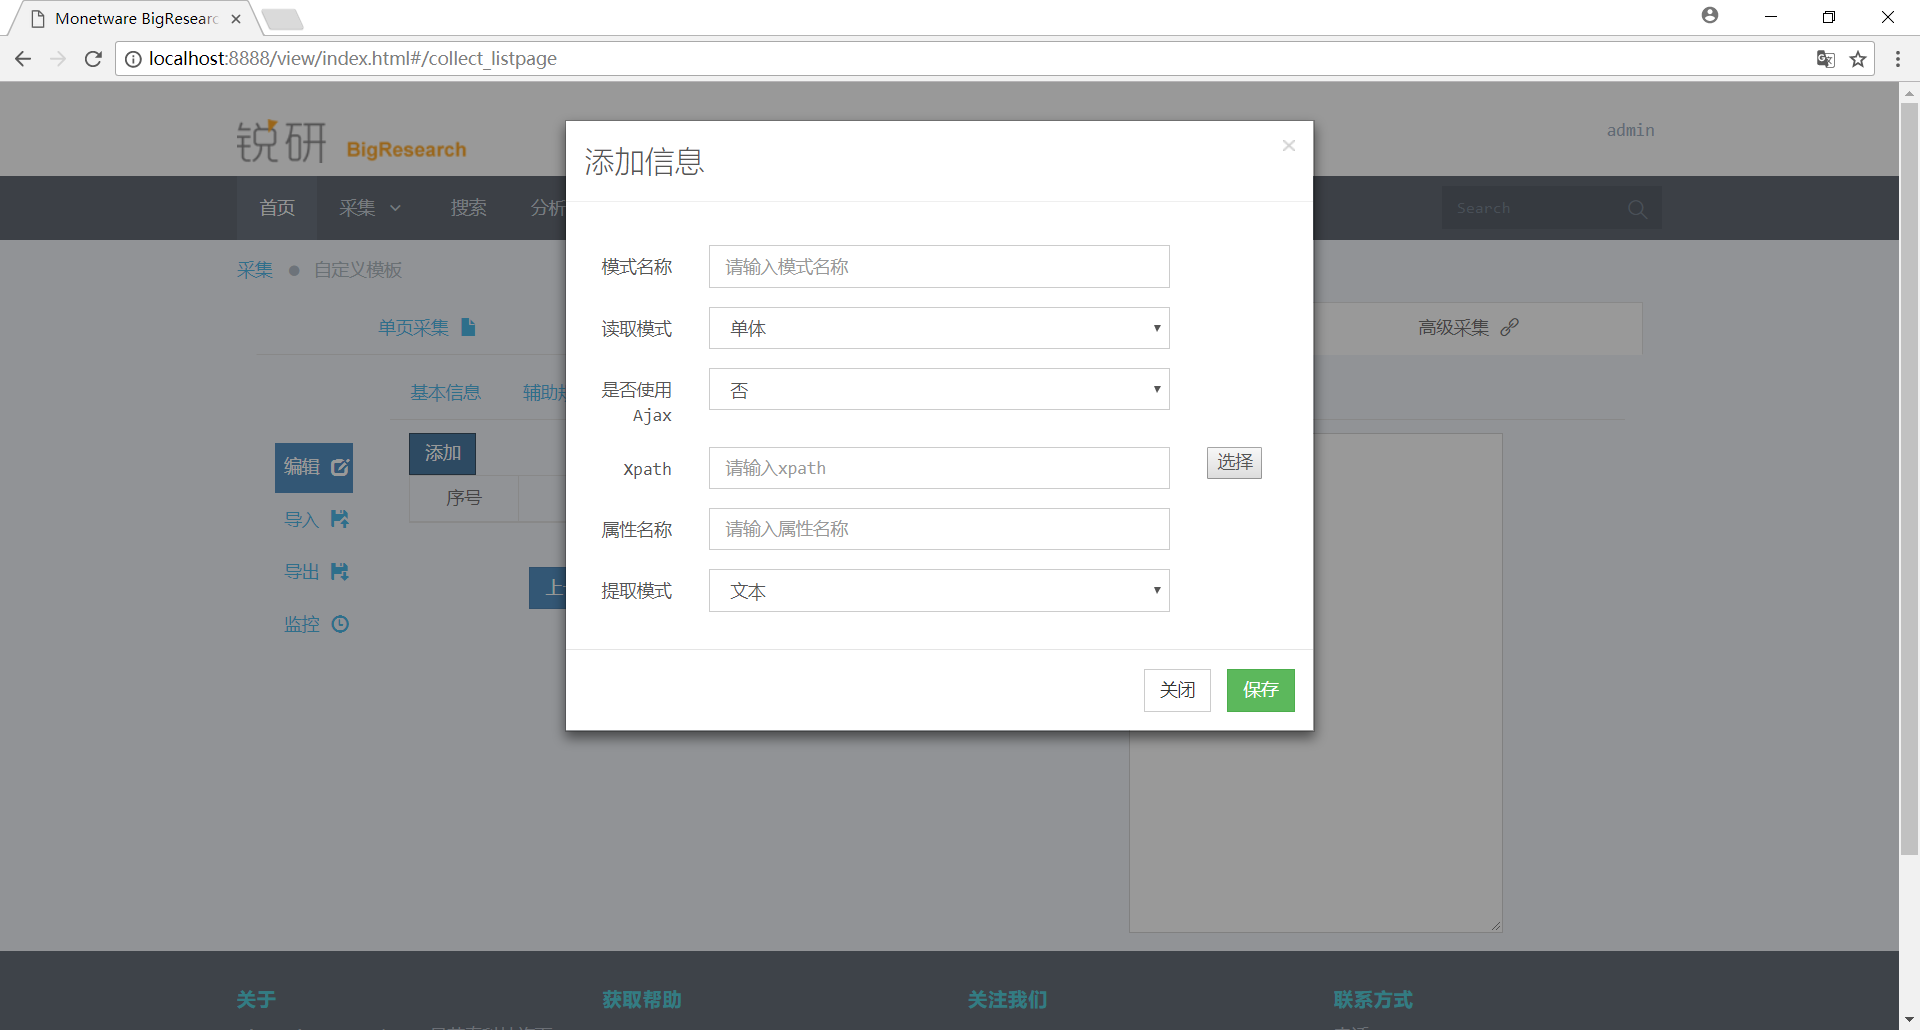 Monetware BigResearc
localhost:8888/view/index.html#/collect_listpage
锐研 BigResearch
admin
首页 采集 搜索 分析
Search
采集 自定义模板
单页采集
高级采集
基本信息 辅助
编辑
导入
导出
监控
添加
序号
上
添加信息
×
模式名称 请输入模式名称
读取模式 单体
是否使用 否
Ajax
Xpath 请输入xpath 选择
属性名称 请输入属性名称
提取模式 文本
关闭 保存
关于 获取帮助 关注我们 联系方式